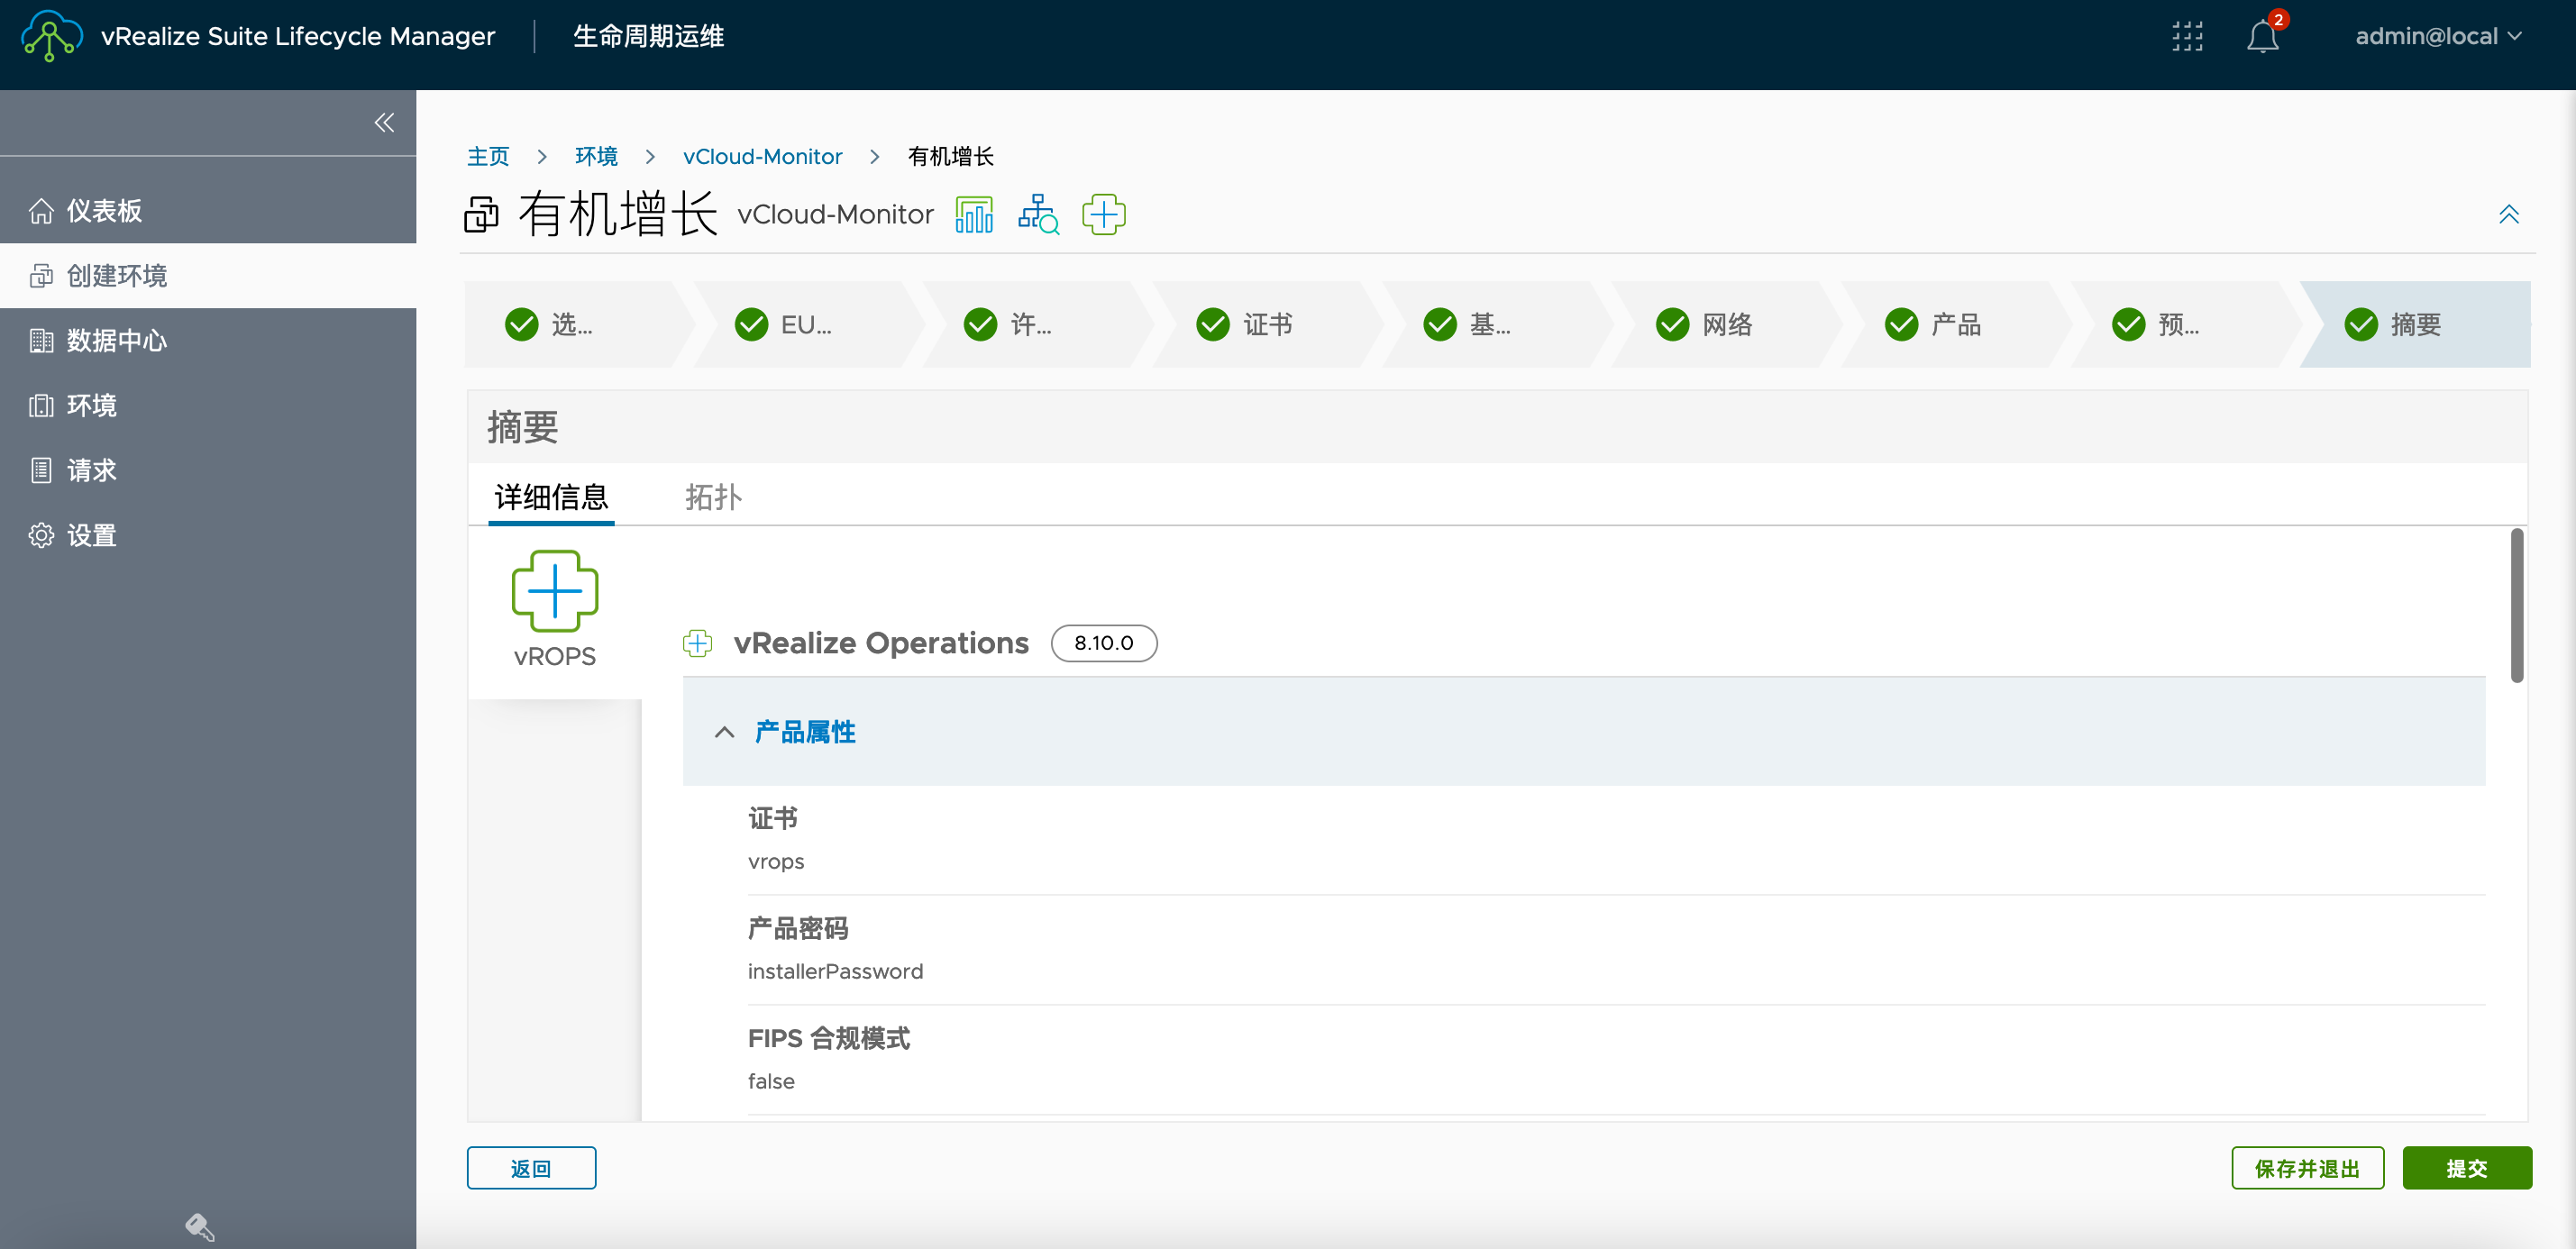 vRealize Suite Lifecycle Manager
生命周期运维
2
admin@local
主页 > 环境 > vCloud-Monitor > 有机增长
仪表板
创建环境
数据中心
环境
请求
设置
有机增长 vCloud-Monitor
选...
EU...
许...
证书
基...
网络
产品
预...
摘要
摘要
详细信息
拓扑
vROPS
vRealize Operations 8.10.0
产品属性
证书
vrops
产品密码
installerPassword
FIPS 合规模式
false
返回
保存并退出
提交